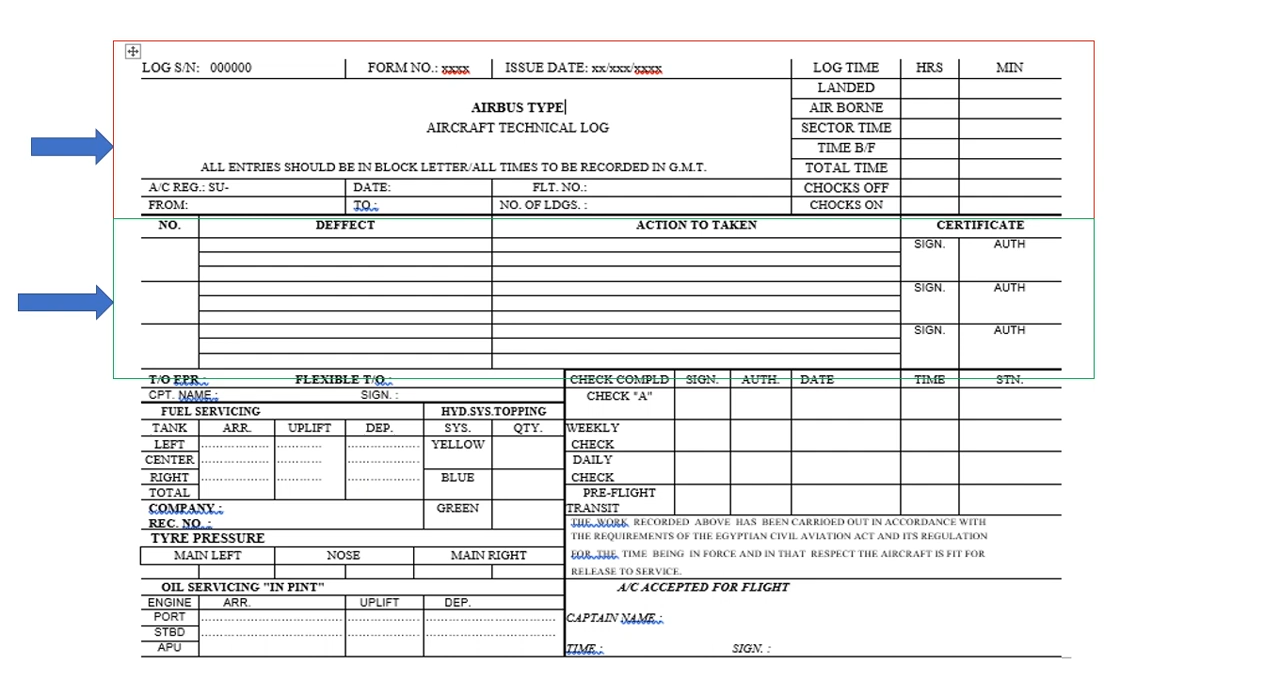 LOG S/N: 000000 FORM NO.: xxxx ISSUE DATE: xx/xxx/xxxx LOG TIME HRS MIN
LANDED
AIRBUS TYPE AIR BORNE
AIRCRAFT TECHNICAL LOG SECTOR TIME
TIME B/F
ALL ENTRIES SHOULD BE IN BLOCK LETTER/ALL TIMES TO BE RECORDED IN G.M.T. TOTAL TIME
A/C REG.: SU- DATE: FLT. NO.: CHOCKS OFF
FROM: TO.: NO. OF LDGS. : CHOCKS ON
NO. DEFFECT ACTION TO TAKEN CERTIFICATE
SIGN. AUTH
SIGN. AUTH
SIGN. AUTH
T/O EPR : FLEXIBLE T/O : CHECK COMPLD SIGN. AUTH. DATE TIME STN.
CPT. NAME : SIGN. : CHECK "A"
FUEL SERVICING HYD.SYS.TOPPING
TANK ARR. UPLIFT DEP. SYS. QTY. WEEKLY
LEFT YELLOW CHECK
CENTER DAILY
RIGHT BLUE CHECK
TOTAL PRE-FLIGHT
COMPANY : GREEN TRANSIT
REC. NO. : THE WORK RECORDED ABOVE HAS BEEN CARRIOED OUT IN ACCORDANCE WITH
TYRE PRESSURE THE REQUIREMENTS OF THE EGYPTIAN CIVIL AVIATION ACT AND ITS REGULATION
MAIN LEFT NOSE MAIN RIGHT FOR THE TIME BEING IN FORCE AND IN THAT RESPECT THE AIRCRAFT IS FIT FOR
RELEASE TO SERVICE.
OIL SERVICING "IN PINT" A/C ACCEPTED FOR FLIGHT
ENGINE ARR. UPLIFT DEP.
PORT CAPTAIN NAME :
STBD
APU TIME : SIGN. :